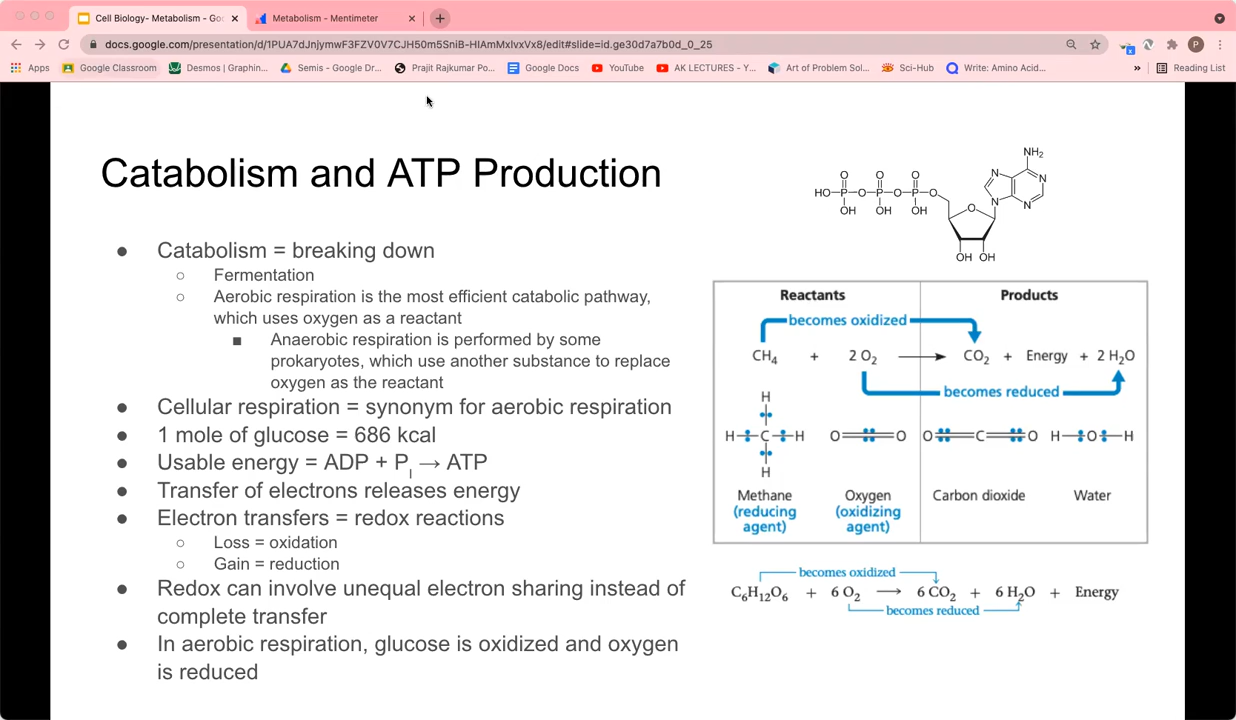 Cell Biology- Metabolism - Goo
Metabolism - Mentimeter
docs.google.com/presentation/d/1PUA7dJnjymwF3FZV0V7CJH50m5SniB-HIAmMxIvxVx8/edit#slide=id.ge30d7a7b0d_0_25
P
Apps
Google Classroom
Desmos | Graphin...
Semis - Google Dr...
Prajit Rajkumar Po...
Google Docs
YouTube
AK LECTURES - Y...
Art of Problem Sol...
Sci-Hub
Write: Amino Acid...
»
Reading List
Catabolism and ATP Production
● Catabolism = breaking down
○ Fermentation
○ Aerobic respiration is the most efficient catabolic pathway,
which uses oxygen as a reactant
■ Anaerobic respiration is performed by some
prokaryotes, which use another substance to replace
oxygen as the reactant
● Cellular respiration = synonym for aerobic respiration
● 1 mole of glucose = 686 kcal
● Usable energy = ADP + Pᵢ → ATP
● Transfer of electrons releases energy
● Electron transfers = redox reactions
○ Loss = oxidation
○ Gain = reduction
● Redox can involve unequal electron sharing instead of
complete transfer
● In aerobic respiration, glucose is oxidized and oxygen
is reduced
NH₂
O O O N N
HO P O P O P O N N
OH OH OH O
OH OH
Reactants Products
becomes oxidized
CH₄ + 2 O₂ → CO₂ + Energy + 2 H₂O
becomes reduced
H
H C H O O O C O H O H
H
Methane Oxygen Carbon dioxide Water
(reducing (oxidizing
agent) agent)
becomes oxidized
C₆H₁₂O₆ + 6 O₂ → 6 CO₂ + 6 H₂O + Energy
becomes reduced